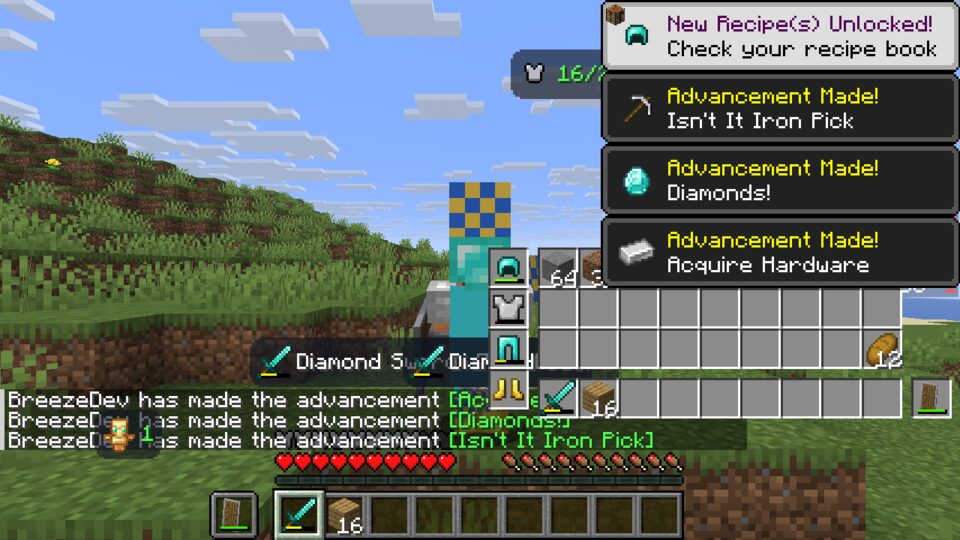 New Recipe(s) Unlocked!
Check your recipe book
16/
Advancement Made!
Isn't It Iron Pick
Advancement Made!
Diamonds!
Advancement Made!
Acquire Hardware
64
12
Diamond
16
BreezeDev has made the advancement
BreezeDev has made the advancement [Diamonds!]
1
has made the advancement [Isn't It Iron Pick]
16